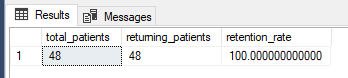 Results Messages
total_patients returning_patients retention_rate
1 48 48 100.000000000000